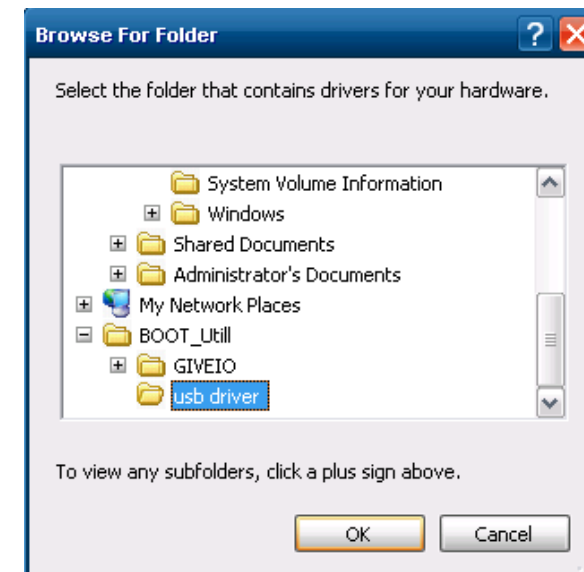 Browse For Folder
Select the folder that contains drivers for your hardware.
System Volume Information
Windows
Shared Documents
Administrator's Documents
My Network Places
BOOT_Utill
GIVEIO
usb driver
To view any subfolders, click a plus sign above.
OK Cancel